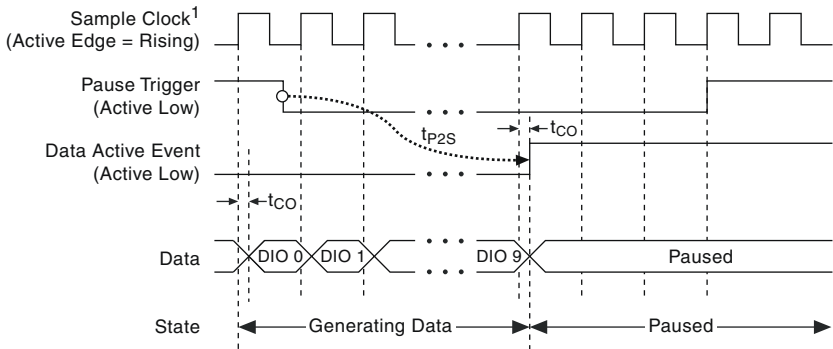 Sample Clock1
(Active Edge = Rising)
Pause Trigger
(Active Low)
tP2S
tCO
Data Active Event
(Active Low)
tCO
Data
DIO 0
DIO 1
DIO 9
Paused
State
Generating Data
Paused